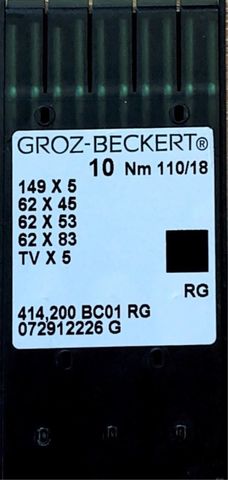 GROZ-BECKERT®
10 Nm 110/18
149 X 5
62 X 45
62 X 53
62 X 83
TV X 5
RG
414,200 BC01 RG
072912226 G